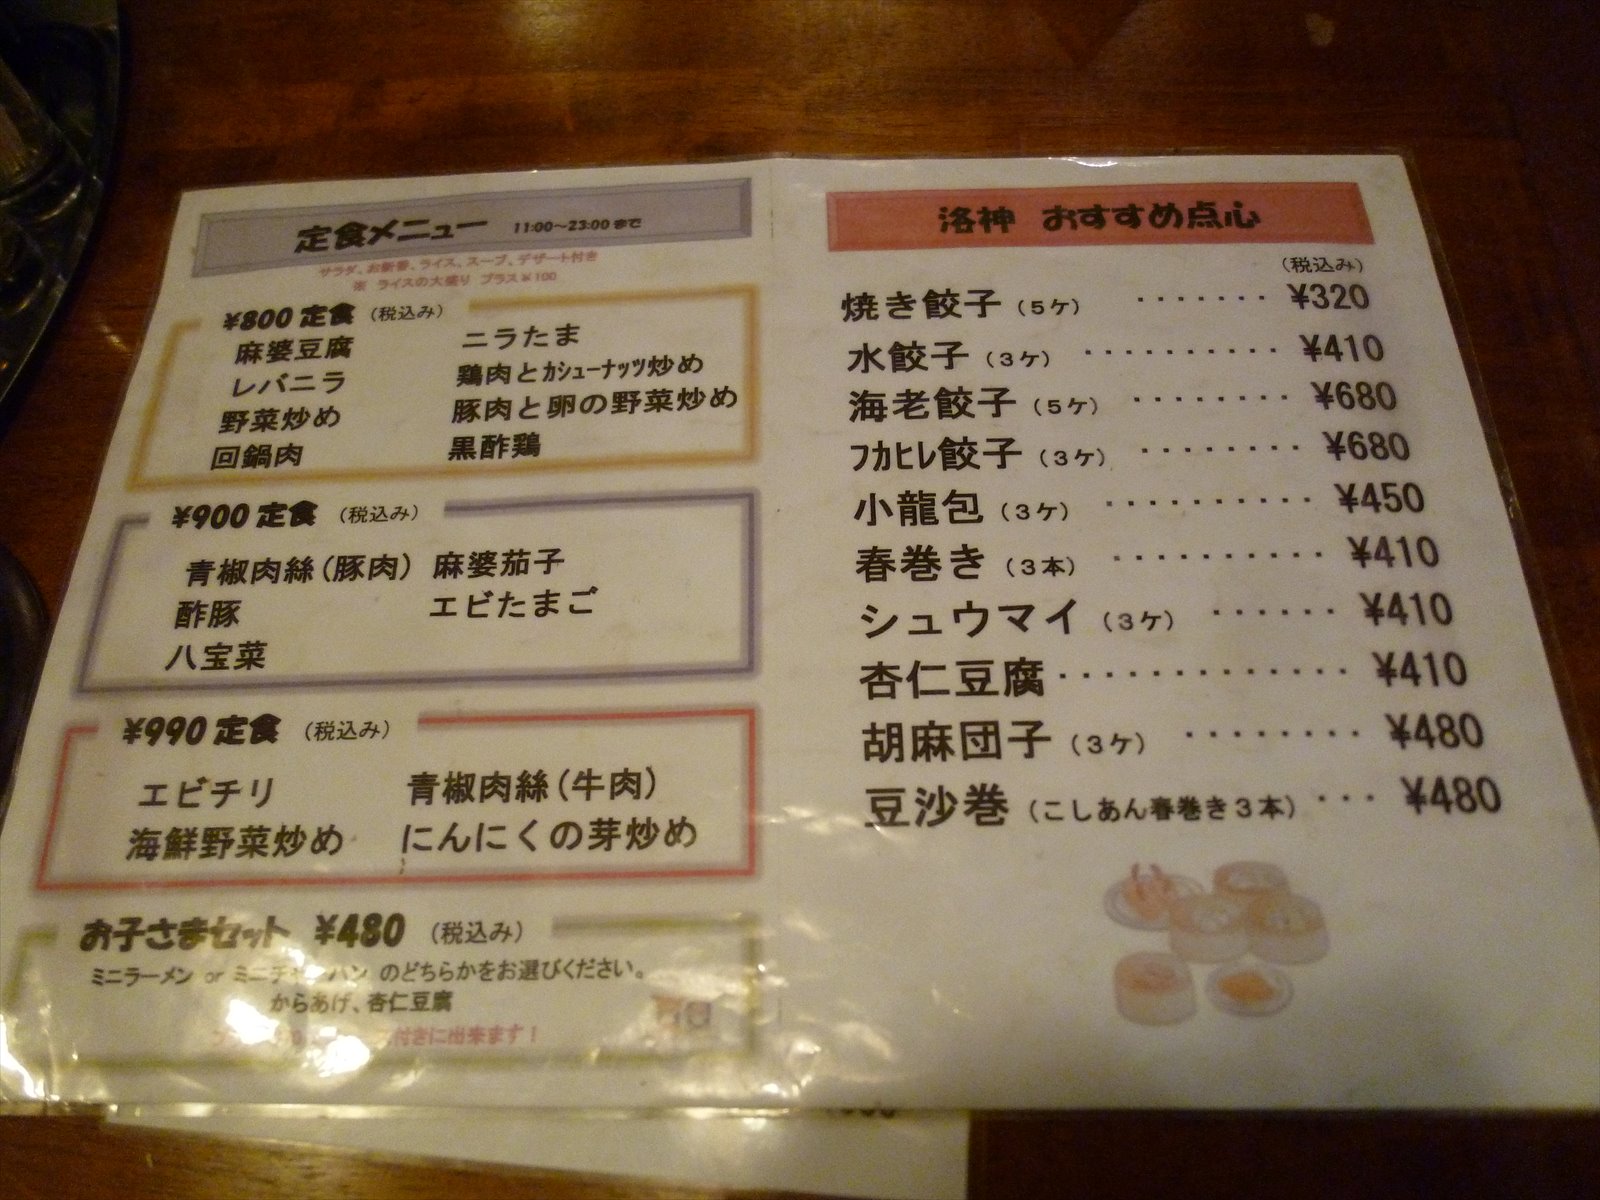 定食メニュー 11:00～23:00まで
サラダ、お新香、ライス、スープ、デザート付き
※ ライスの大盛り プラス¥100
¥800定食 (税込み)
麻婆豆腐 ニラたま
レバニラ 鶏肉とカシューナッツ炒め
野菜炒め 豚肉と卵の野菜炒め
回鍋肉 黒酢鶏
¥900定食 (税込み)
青椒肉絲(豚肉) 麻婆茄子
酢豚 エビたまご
八宝菜
¥990定食 (税込み)
エビチリ 青椒肉絲(牛肉)
海鮮野菜炒め にんにくの芽炒め
お子さまセット ¥480 (税込み)
ミニラーメン or ミニチャーハン のどちらかをお選びください。
からあげ、杏仁豆腐
付きに出来ます!
洛神 おすすめ点心
(税込み)
焼き餃子 (5ケ) ······· ¥320
水餃子 (3ケ) ·········· ¥410
海老餃子 (5ケ) ········ ¥680
フカヒレ餃子 (3ケ) ········ ¥680
小龍包 (3ケ) ·········· ¥450
春巻き (3本) ·········· ¥410
シュウマイ (3ケ) ······ ¥410
杏仁豆腐 ············· ¥410
胡麻団子 (3ケ) ········ ¥480
豆沙巻 (こしあん春巻き3本) ··· ¥480